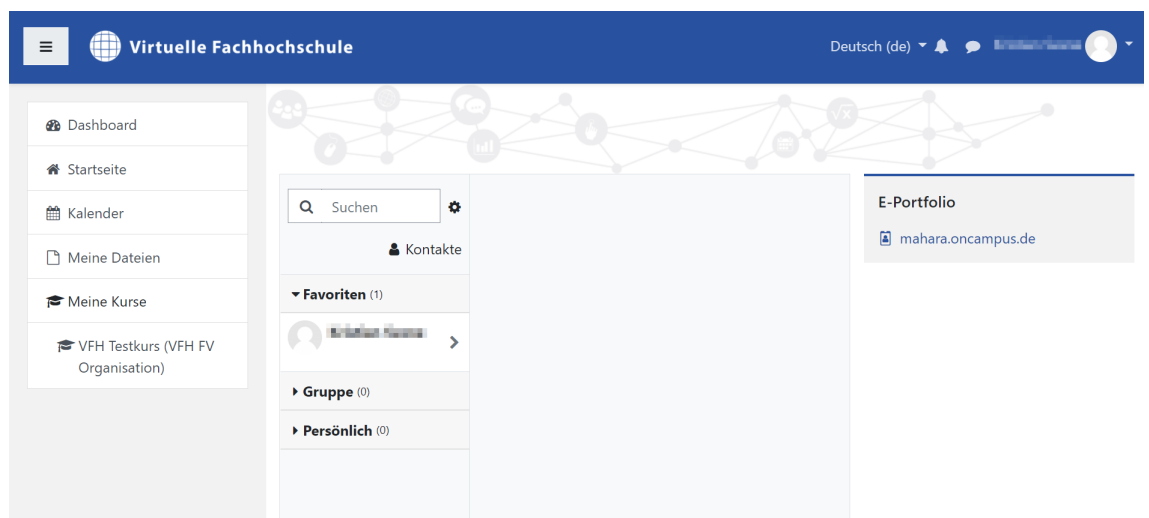 Virtuelle Fachhochschule
Deutsch (de)
Dashboard
Startseite
Kalender
Meine Dateien
Meine Kurse
VFH Testkurs (VFH FV
Organisation)
Suchen
Kontakte
Favoriten (1)
Gruppe (0)
Persönlich (0)
E-Portfolio
mahara.oncampus.de